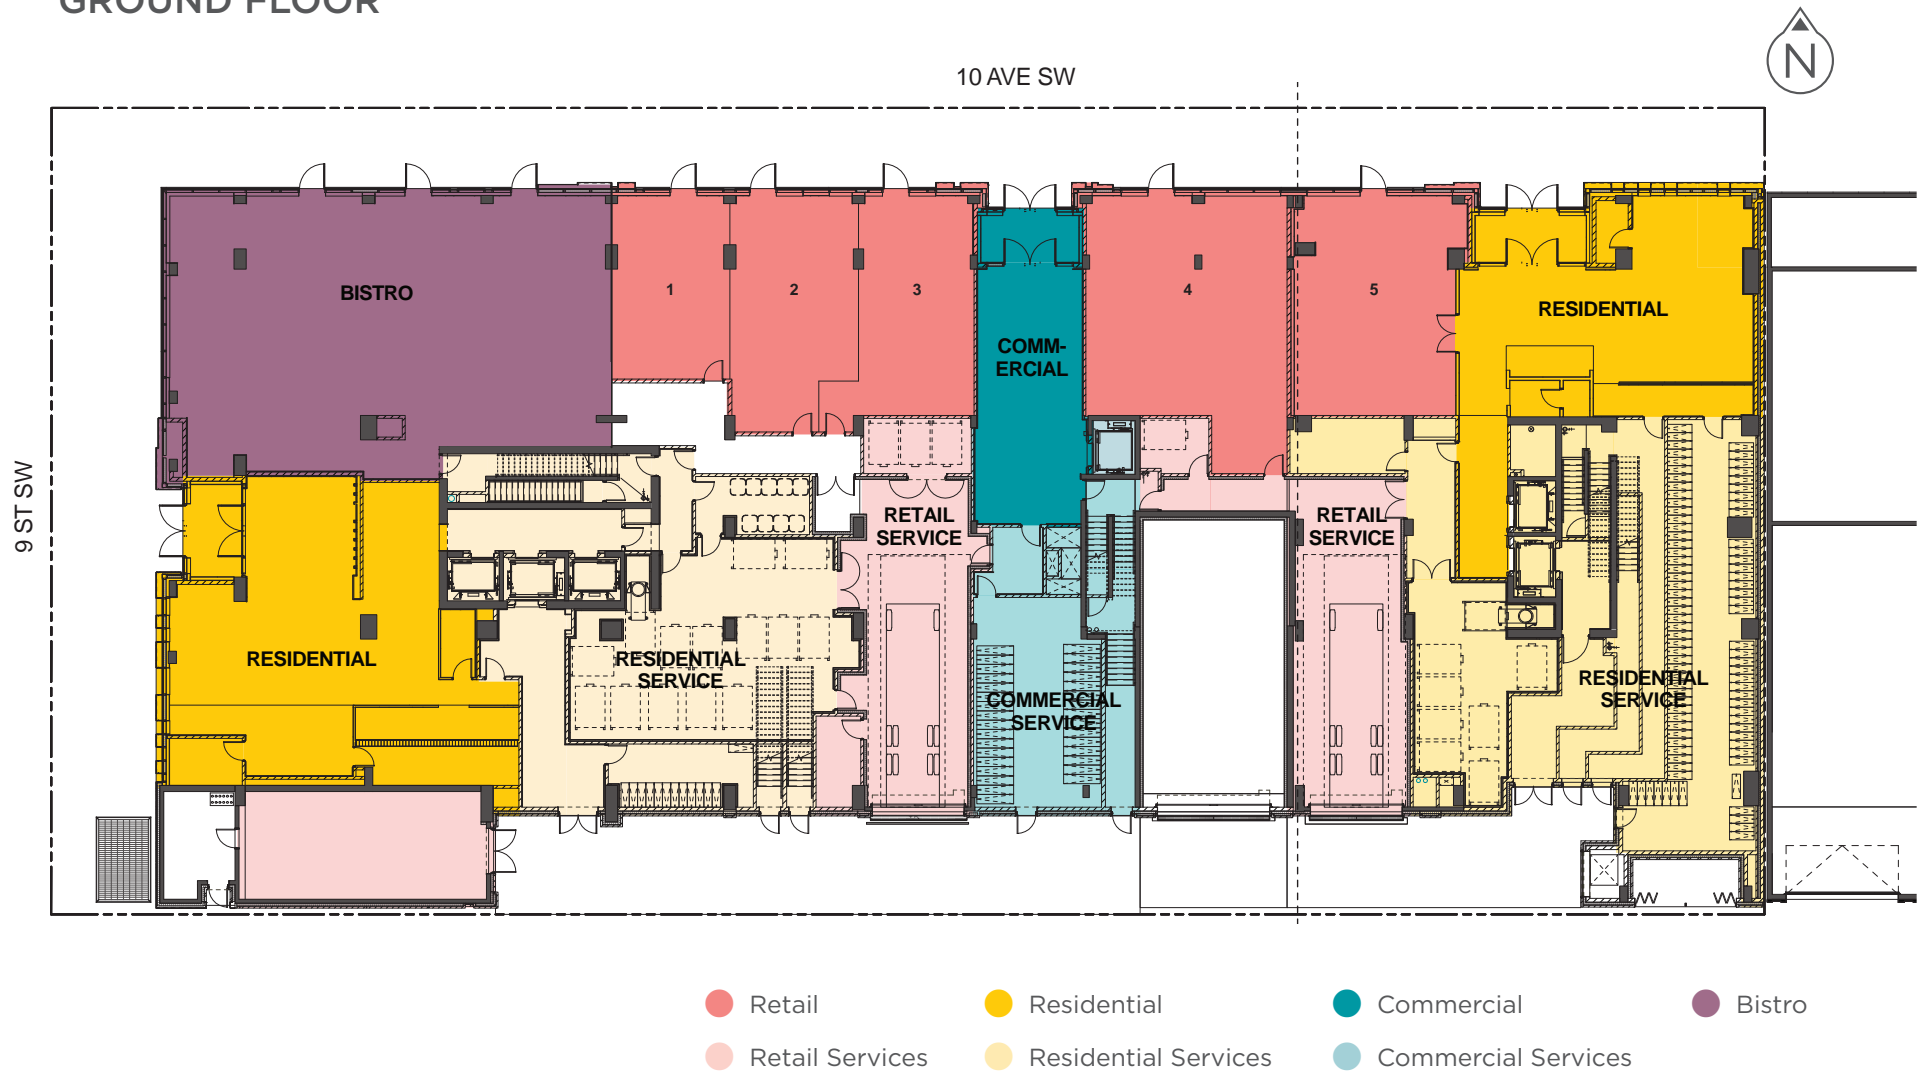 GROUND FLOOR
N
10 AVE SW
9 ST SW
BISTRO
1
2
3
4
5
COMM-
ERCIAL
RESIDENTIAL
RETAIL
SERVICE
RETAIL
SERVICE
RESIDENTIAL
RESIDENTIAL
SERVICE
COMMERCIAL
SERVICE
RESIDENTIAL
SERVICE
Retail
Residential
Commercial
Bistro
Retail Services
Residential Services
Commercial Services